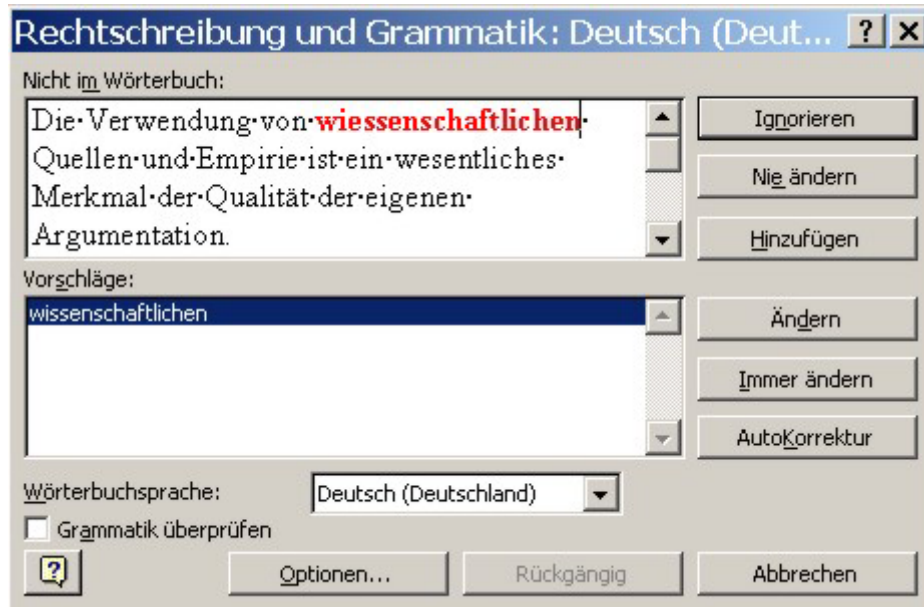 Rechtschreibung und Grammatik: Deutsch (Deut...
Nicht im Wörterbuch:
Die·Verwendung·von·wiessenschaftlichen·
Quellen·und·Empirie·ist·ein·wesentliches·
Merkmal·der·Qualität·der·eigenen·
Argumentation.
Ignorieren
Nie ändern
Hinzufügen
Vorschläge:
wissenschaftlichen
Ändern
Immer ändern
AutoKorrektur
Wörterbuchsprache:
Deutsch (Deutschland)
Grammatik überprüfen
Optionen...
Rückgängig
Abbrechen